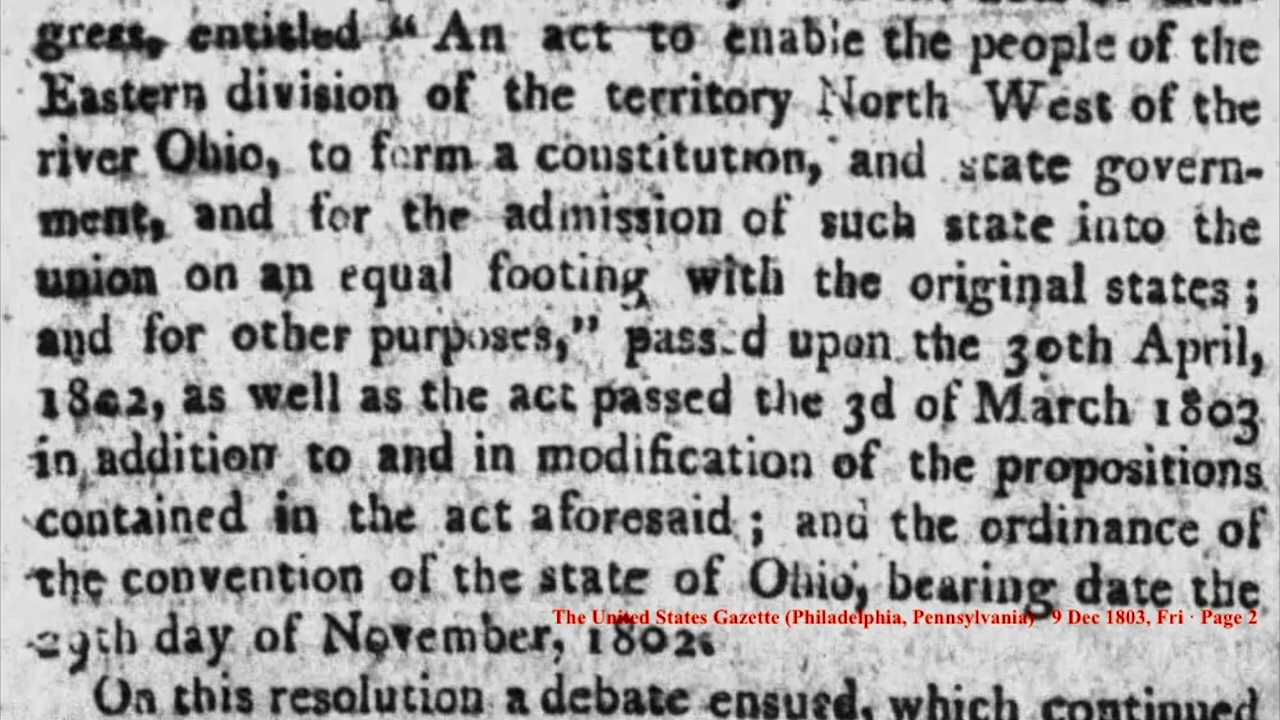 gress, entitled “ An act to enable the people of the
Eastern division of the territory North West of the
river Ohio, to form a constitution, and state govern-
ment, and for the admission of such state into the
union on an equal footing with the original states ;
and for other purposes,” passed upon the 30th April,
1802, as well as the act passed the 3d of March 1803
in addition to and in modification of the propositions
contained in the act aforesaid ; and the ordinance of
the convention of the state of Ohio, bearing date the
The United States Gazette (Philadelphia, Pennsylvania) · 9 Dec 1803, Fri · Page 2
29th day of November, 1802.
On this resolution a debate ensued, which continued